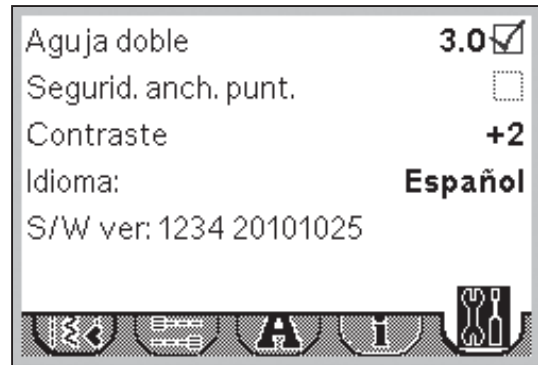 Aguja doble 3.0
Segurid. anch. punt.
Contraste +2
Idioma: Español
S/W ver: 1234 20101025
A i